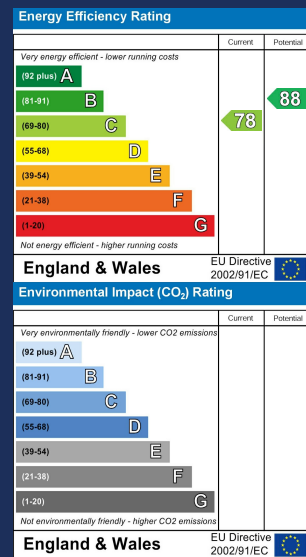 Energy Efficiency Rating
Current Potential
Very energy efficient - lower running costs
(92 plus) A
(81-91) B
(69-80) C
(55-68) D
(39-54) E
(21-38) F
(1-20) G
78
88
Not energy efficient - higher running costs
England & Wales
EU Directive
2002/91/EC
Environmental Impact (CO₂) Rating
Current Potential
Very environmentally friendly - lower CO2 emissions
(92 plus) A
(81-91) B
(69-80) C
(55-68) D
(39-54) E
(21-38) F
(1-20) G
Not environmentally friendly - higher CO2 emissions
England & Wales
EU Directive
2002/91/EC